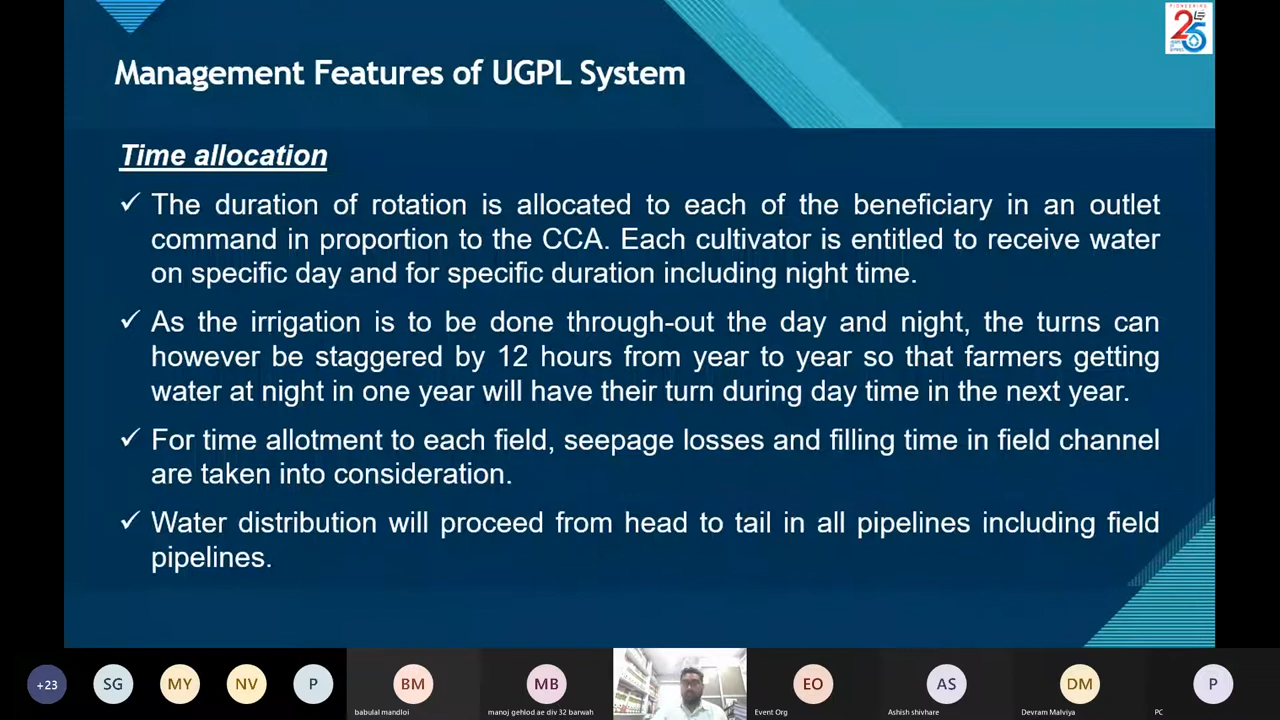 PIONEERING
25
Management Features of UGPL System
Time allocation
✓ The duration of rotation is allocated to each of the beneficiary in an outlet
command in proportion to the CCA. Each cultivator is entitled to receive water
on specific day and for specific duration including night time.
✓ As the irrigation is to be done through-out the day and night, the turns can
however be staggered by 12 hours from year to year so that farmers getting
water at night in one year will have their turn during day time in the next year.
✓ For time allotment to each field, seepage losses and filling time in field channel
are taken into consideration.
✓ Water distribution will proceed from head to tail in all pipelines including field
pipelines.
+23 SG MY NV P BM MB EO AS DM P
babulal mandloi manoj gehlod ae div 32 barwah Event Org Ashish shivhare Devram Malviya PC